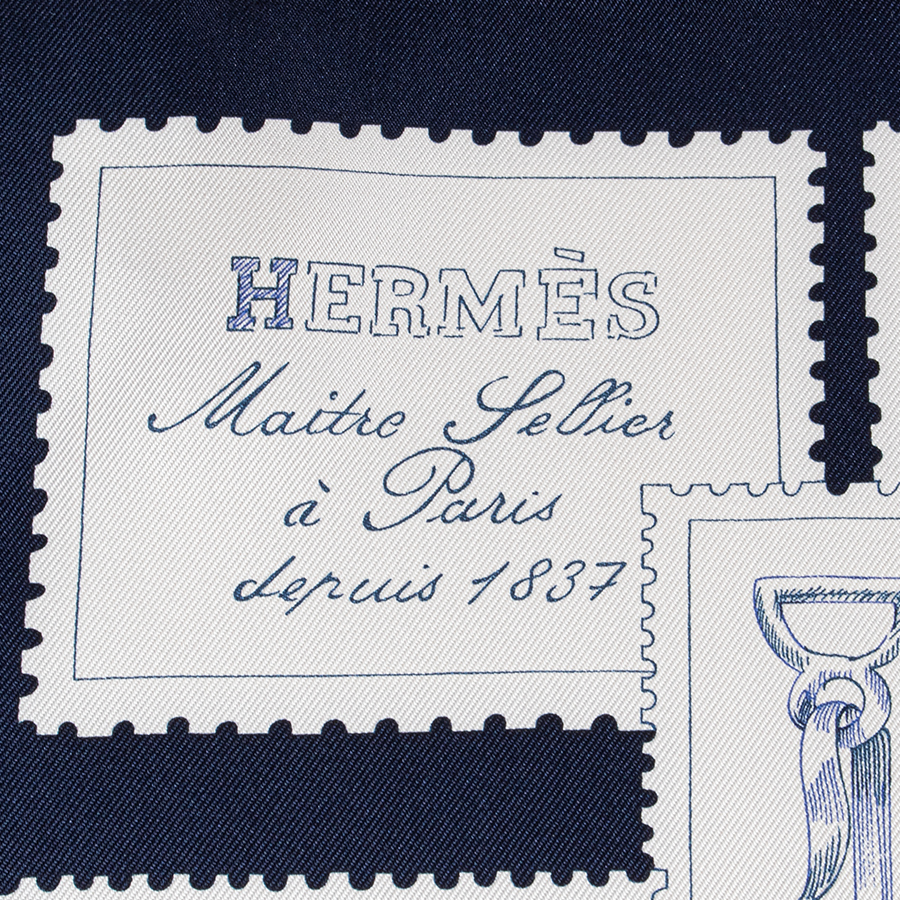 HERMÈS
Maitre Sellier
à Paris
depuis 1837